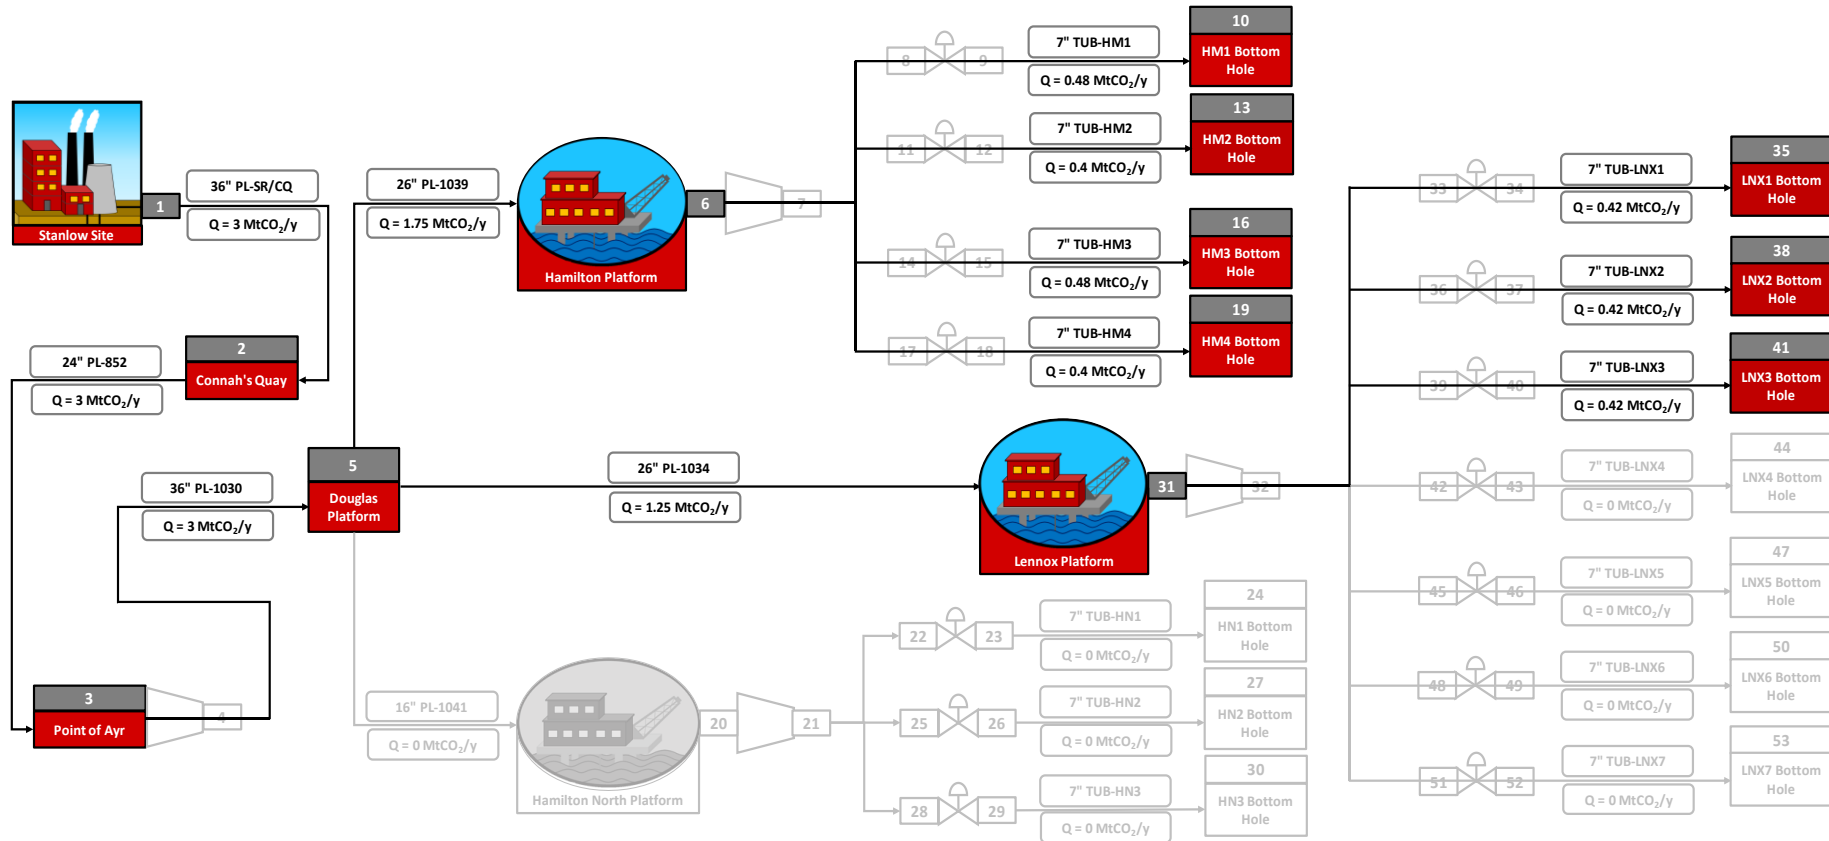 1
Stanlow Site
36" PL-SR/CQ
Q = 3 MtCO₂/y
2
Connah's Quay
24" PL-852
Q = 3 MtCO₂/y
3
Point of Ayr
4
36" PL-1030
Q = 3 MtCO₂/y
5
Douglas
Platform
26" PL-1039
Q = 1.75 MtCO₂/y
6
Hamilton Platform
7
8
9
7" TUB-HM1
Q = 0.48 MtCO₂/y
10
HM1 Bottom
Hole
11
12
7" TUB-HM2
Q = 0.4 MtCO₂/y
13
HM2 Bottom
Hole
14
15
7" TUB-HM3
Q = 0.48 MtCO₂/y
16
HM3 Bottom
Hole
17
18
7" TUB-HM4
Q = 0.4 MtCO₂/y
19
HM4 Bottom
Hole
26" PL-1034
Q = 1.25 MtCO₂/y
31
Lennox Platform
32
33
34
7" TUB-LNX1
Q = 0.42 MtCO₂/y
35
LNX1 Bottom
Hole
36
37
7" TUB-LNX2
Q = 0.42 MtCO₂/y
38
LNX2 Bottom
Hole
39
40
7" TUB-LNX3
Q = 0.42 MtCO₂/y
41
LNX3 Bottom
Hole
42
43
7" TUB-LNX4
Q = 0 MtCO₂/y
44
LNX4 Bottom
Hole
45
46
7" TUB-LNX5
Q = 0 MtCO₂/y
47
LNX5 Bottom
Hole
48
49
7" TUB-LNX6
Q = 0 MtCO₂/y
50
LNX6 Bottom
Hole
51
52
7" TUB-LNX7
Q = 0 MtCO₂/y
53
LNX7 Bottom
Hole
16" PL-1041
Q = 0 MtCO₂/y
20
Hamilton North Platform
21
22
23
7" TUB-HN1
Q = 0 MtCO₂/y
24
HN1 Bottom
Hole
25
26
7" TUB-HN2
Q = 0 MtCO₂/y
27
HN2 Bottom
Hole
28
29
7" TUB-HN3
Q = 0 MtCO₂/y
30
HN3 Bottom
Hole